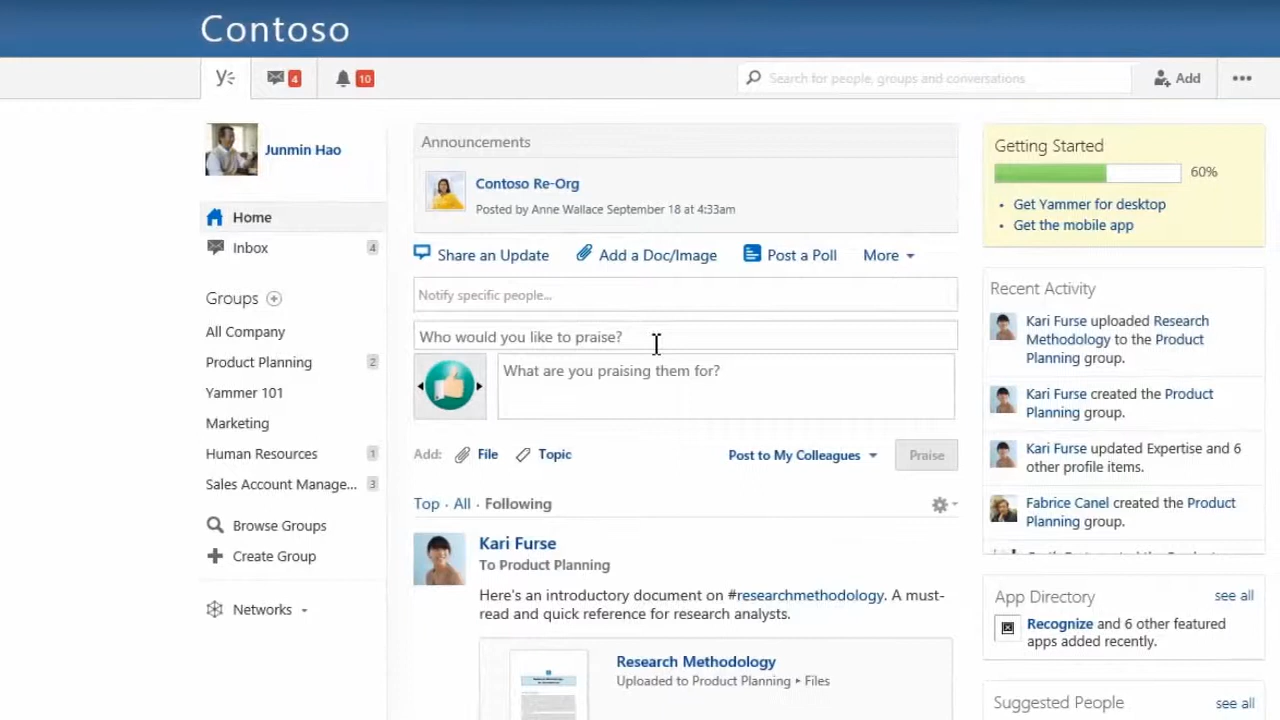 Contoso
4
10
Search for people, groups and conversations
Add
Junmin Hao
Home
Inbox
4
Groups
All Company
Product Planning
2
Yammer 101
Marketing
Human Resources
1
Sales Account Manage...
3
Browse Groups
Create Group
Networks
Announcements
Contoso Re-Org
Posted by Anne Wallace September 18 at 4:33am
Share an Update
Add a Doc/Image
Post a Poll
More
Notify specific people...
Who would you like to praise?
What are you praising them for?
Add:
File
Topic
Post to My Colleagues
Praise
Top · All · Following
Kari Furse
To Product Planning
Here's an introductory document on #researchmethodology. A must-
read and quick reference for research analysts.
Research Methodology
Uploaded to Product Planning ▸ Files
Getting Started
60%
• Get Yammer for desktop
• Get the mobile app
Recent Activity
Kari Furse uploaded Research
Methodology to the Product
Planning group.
Kari Furse created the Product
Planning group.
Kari Furse updated Expertise and 6
other profile items.
Fabrice Canel created the Product
Planning group.
App Directory
see all
Recognize and 6 other featured
apps added recently.
Suggested People
see all